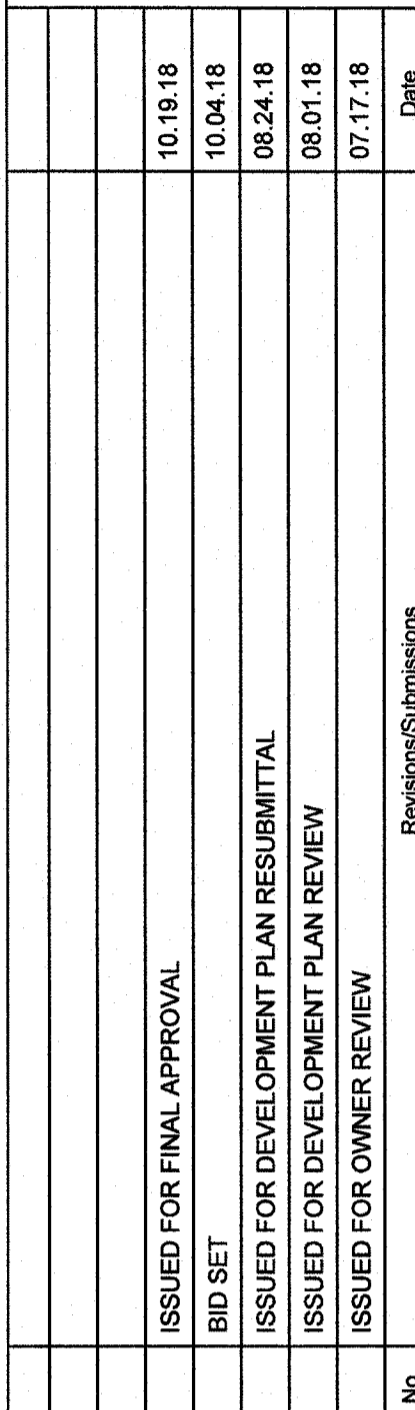 ISSUED FOR FINAL APPROVAL 10.19.18
BID SET 10.04.18
ISSUED FOR DEVELOPMENT PLAN RESUBMITTAL 08.24.18
ISSUED FOR DEVELOPMENT PLAN REVIEW 08.01.18
ISSUED FOR OWNER REVIEW 07.17.18
No. Revisions/Submissions Date